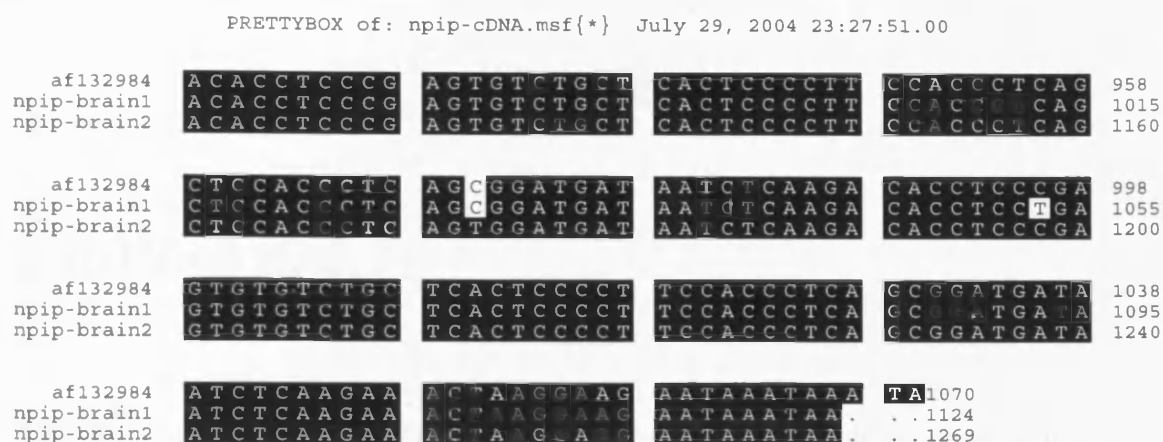 PRETTYBOX of: npip-cDNA.msf{*} July 29, 2004 23:27:51.00
af132984 ACACCTCCCG AGTGTCTGCT CACTCCCCTT CCACCCTCAG 958
npip-brain1 ACACCTCCCG AGTGTCTGCT CACTCCCCTT CCACC CAG 1015
npip-brain2 ACACCTCCCG AGTGTCTGCT CACTCCCCTT CCACCCTCAG 1160
af132984 CTCCACCCTC AGCGGATGAT AATCTCAAGA CACCTCCCGA 998
npip-brain1 CTCCACCCTC AGCGGATGAT AATCTCAAGA CACCTCCTGA 1055
npip-brain2 CTCCACCCTC AGTGGATGAT AATCTCAAGA CACCTCCCGA 1200
af132984 GTGTGTCTGC TCACTCCCCT TCCACCCTCA GCGGATGATA 1038
npip-brain1 GTGTGTCTGC TCACTCCCCT TCCACCCTCA GCGGATGATA 1095
npip-brain2 GTGTGTCTGC TCACTCCCCT TCCACCCTCA GCGGATGATA 1240
af132984 ATCTCAAGAA ACTAAGGAAG AATAAATAAA TA 1070
npip-brain1 ATCTCAAGAA ACTAAGGAAG AATAAATAA. .. 1124
npip-brain2 ATCTCAAGAA ACTAAG AAG AATAAATAA. .. 1269